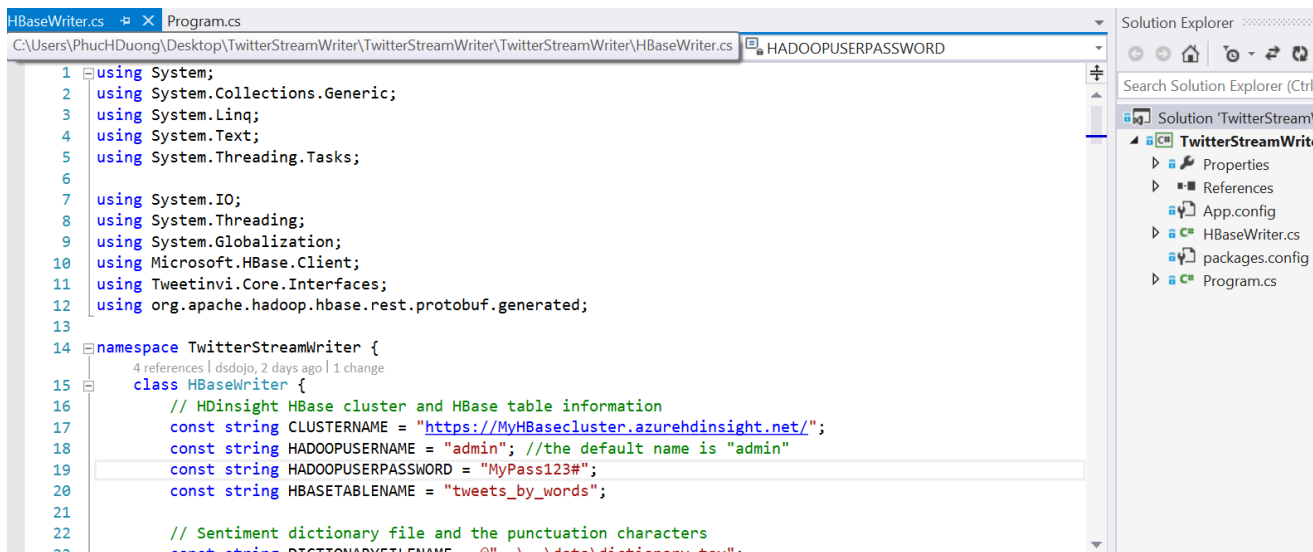 HBaseWriter.cs Program.cs
C:\Users\PhucHDuong\Desktop\TwitterStreamWriter\TwitterStreamWriter\TwitterStreamWriter\HBaseWriter.cs HADOOPUSERPASSWORD
1 using System;
2 using System.Collections.Generic;
3 using System.Linq;
4 using System.Text;
5 using System.Threading.Tasks;
6
7 using System.IO;
8 using System.Threading;
9 using System.Globalization;
10 using Microsoft.HBase.Client;
11 using Tweetinvi.Core.Interfaces;
12 using org.apache.hadoop.hbase.rest.protobuf.generated;
13
14 namespace TwitterStreamWriter {
4 references | dsdojo, 2 days ago | 1 change
15 class HBaseWriter {
16 // HDinsight HBase cluster and HBase table information
17 const string CLUSTERNAME = "https://MyHBasecluster.azurehdinsight.net/";
18 const string HADOOPUSERNAME = "admin"; //the default name is "admin"
19 const string HADOOPUSERPASSWORD = "MyPass123#";
20 const string HBASETABLENAME = "tweets_by_words";
21
22 // Sentiment dictionary file and the punctuation characters
Solution Explorer
Search Solution Explorer (Ctrl
Solution 'TwitterStreamW
C# TwitterStreamWrite
Properties
References
App.config
C# HBaseWriter.cs
packages.config
C# Program.cs